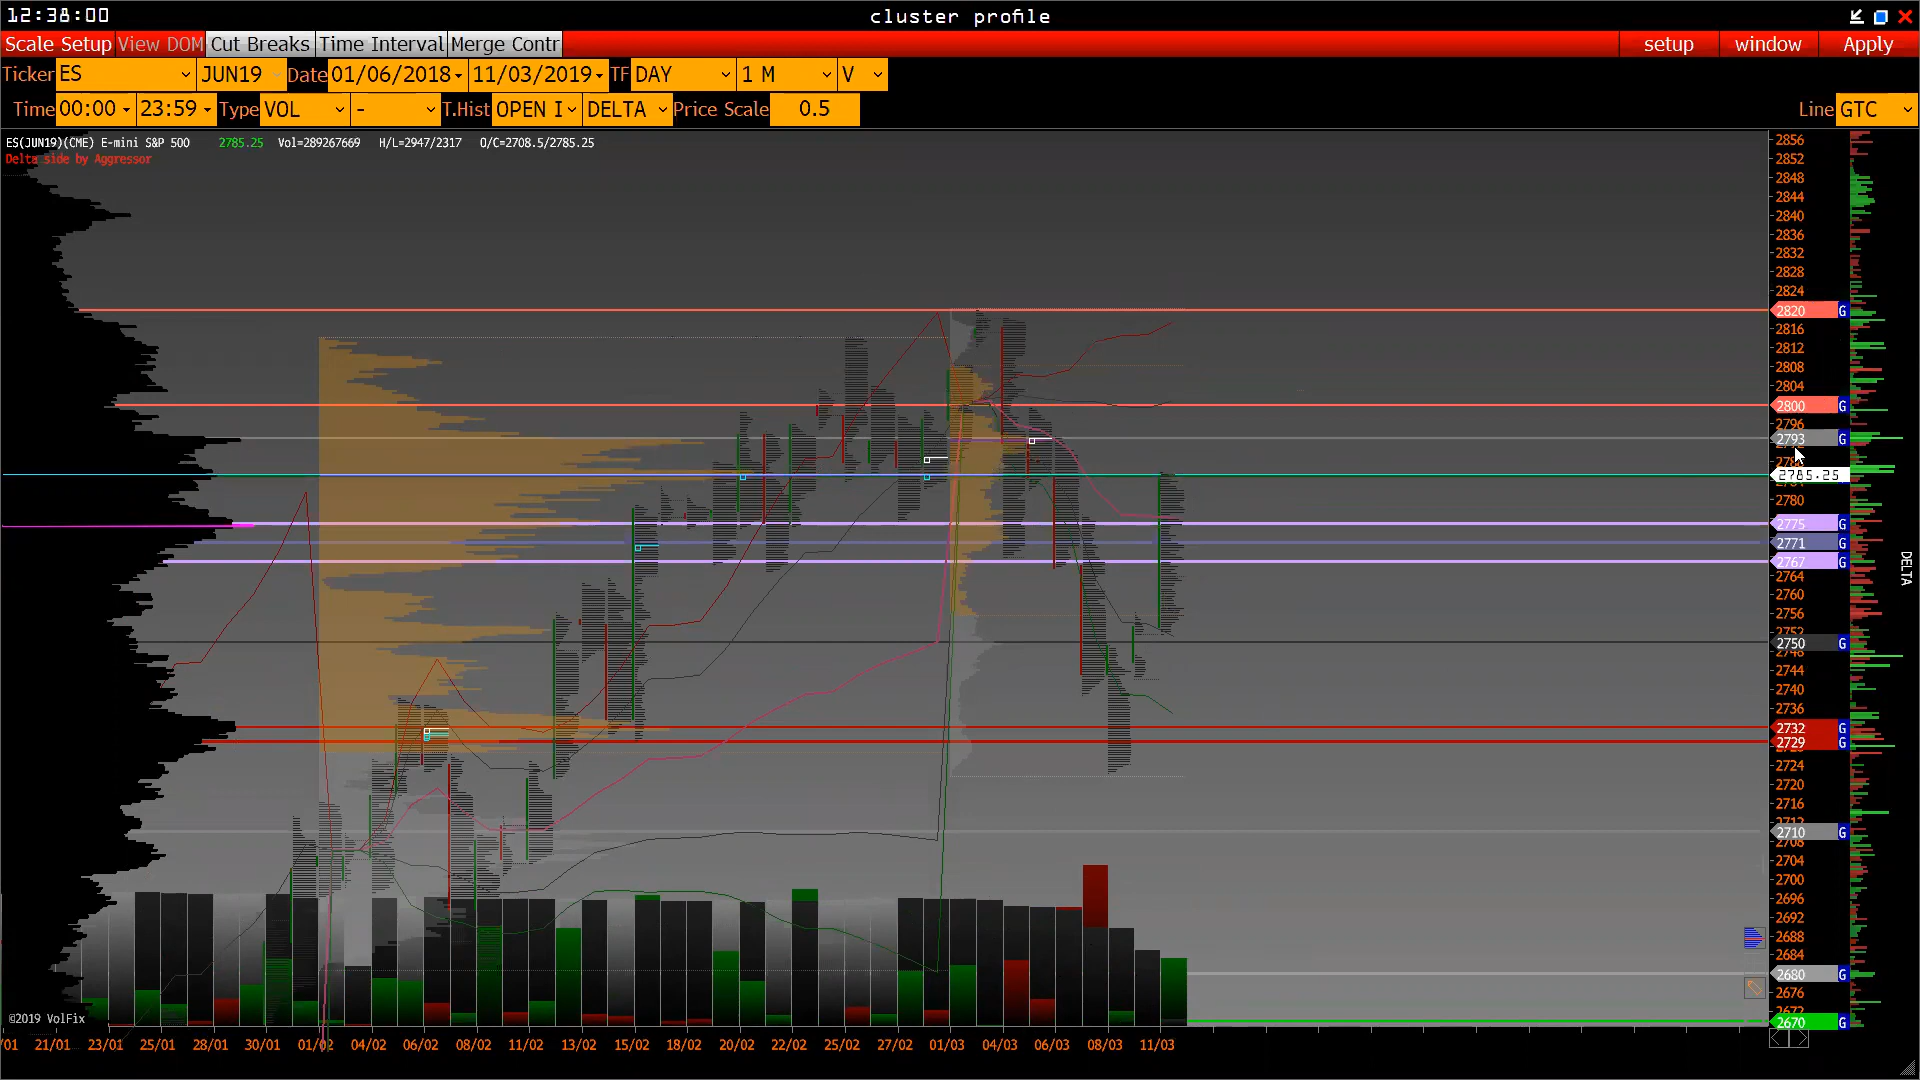 12:38:00 cluster profile
Scale Setup View DOM Cut Breaks Time Interval Merge Contr setup window Apply
Ticker ES JUN19 Date 01/06/2018 11/03/2019 TF DAY 1 M V
Time 00:00 23:59 Type VOL - T.Hist OPEN I DELTA Price Scale 0.5 Line GTC
ES(JUN19)(CME) E-mini S&P 500 2785.25 Vol=289267669 H/L=2947/2317 O/C=2708.5/2785.25
Delta side by Aggressor
2856
2852
2848
2844
2840
2836
2832
2828
2824
2820 G
2816
2812
2808
2804
2800 G
2796
2793 G
2785.25
2780
2775 G
2771 G
2767 G
2764
2760
2756
2752
2750 G
2748
2744
2740
2736
2732 G
2729 G
2724
2720
2716
2712
2710 G
2708
2704
2700
2696
2692
2688
2684
2680 G
2676
2672
2670 G
DELTA
©2019 VolFix
/01 21/01 23/01 25/01 28/01 30/01 01/02 04/02 06/02 08/02 11/02 13/02 15/02 18/02 20/02 22/02 25/02 27/02 01/03 04/03 06/03 08/03 11/03